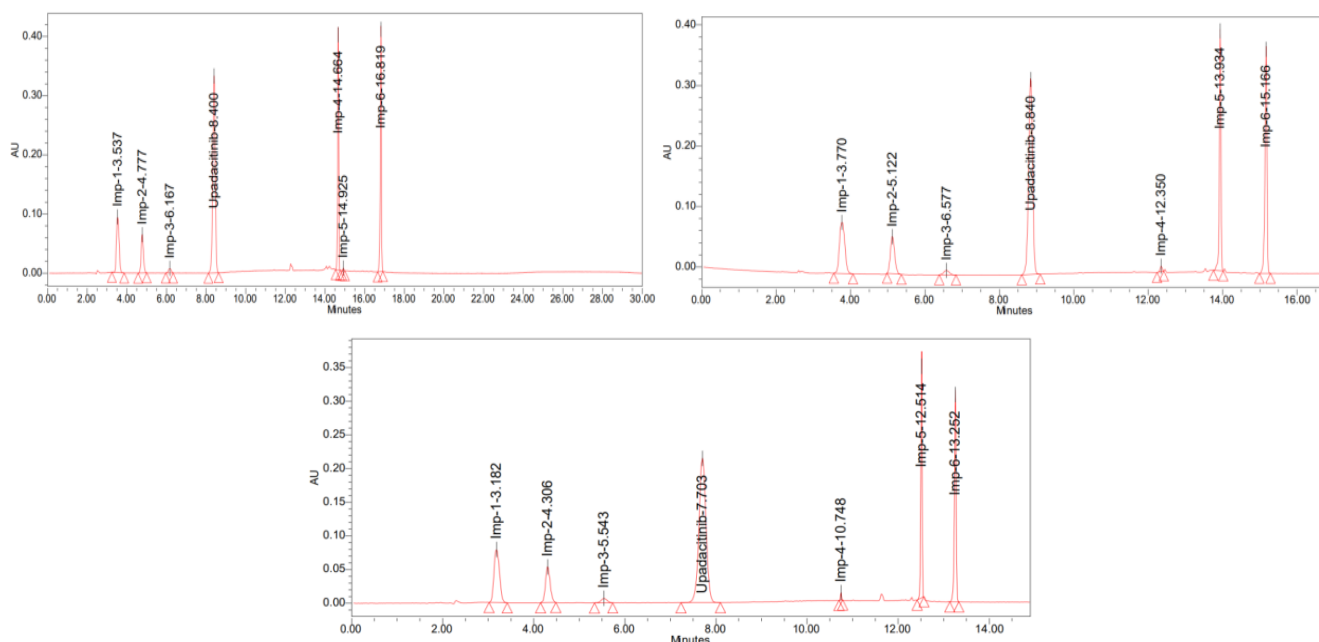 AU
0.40
0.30
0.20
0.10
0.00
Imp-1-3.537
Imp-2-4.777
Imp-3-6.167
Upadacitinib-8.400
Imp-4-14.664
Imp-5-14.925
Imp-6-16.819
0.00 2.00 4.00 6.00 8.00 10.00 12.00 14.00 16.00 18.00 20.00 22.00 24.00 26.00 28.00 30.00
Minutes
AU
0.40
0.30
0.20
0.10
0.00
Imp-1-3.770
Imp-2-5.122
Imp-3-6.577
Upadacitinib-8.840
Imp-4-12.350
Imp-5-13.934
Imp-6-15.166
0.00 2.00 4.00 6.00 8.00 10.00 12.00 14.00 16.00
Minutes
AU
0.35
0.30
0.25
0.20
0.15
0.10
0.05
0.00
Imp-1-3.182
Imp-2-4.306
Imp-3-5.543
Upadacitinib-7.703
Imp-4-10.748
Imp-5-12.514
Imp-6-13.252
0.00 2.00 4.00 6.00 8.00 10.00 12.00 14.00
Minutes